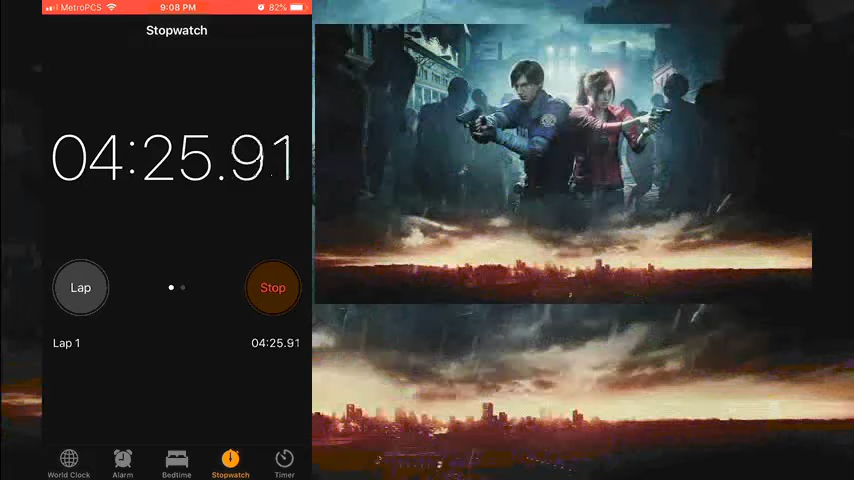 MetroPCS 9:08 PM 82%
Stopwatch
04:25.91
Lap Stop
Lap 1 04:25.91
World Clock Alarm Bedtime Stopwatch Timer